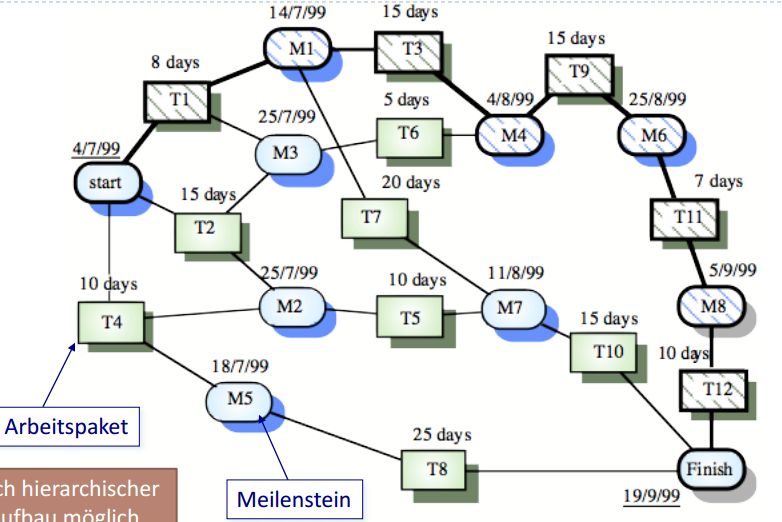 14/7/99
15 days
M1
T3
15 days
8 days
T9
T1
25/7/99
5 days
4/8/99
25/8/99
T6
M4
M6
4/7/99
M3
start
15 days
20 days
7 days
T2
T7
T11
25/7/99
10 days
11/8/99
5/9/99
10 days
M2
T5
M7
M8
T4
15 days
18/7/99
T10
10 days
M5
T12
Arbeitspaket
25 days
T8
Finish
ch hierarchischer
Meilenstein
19/9/99
ufbau möglich